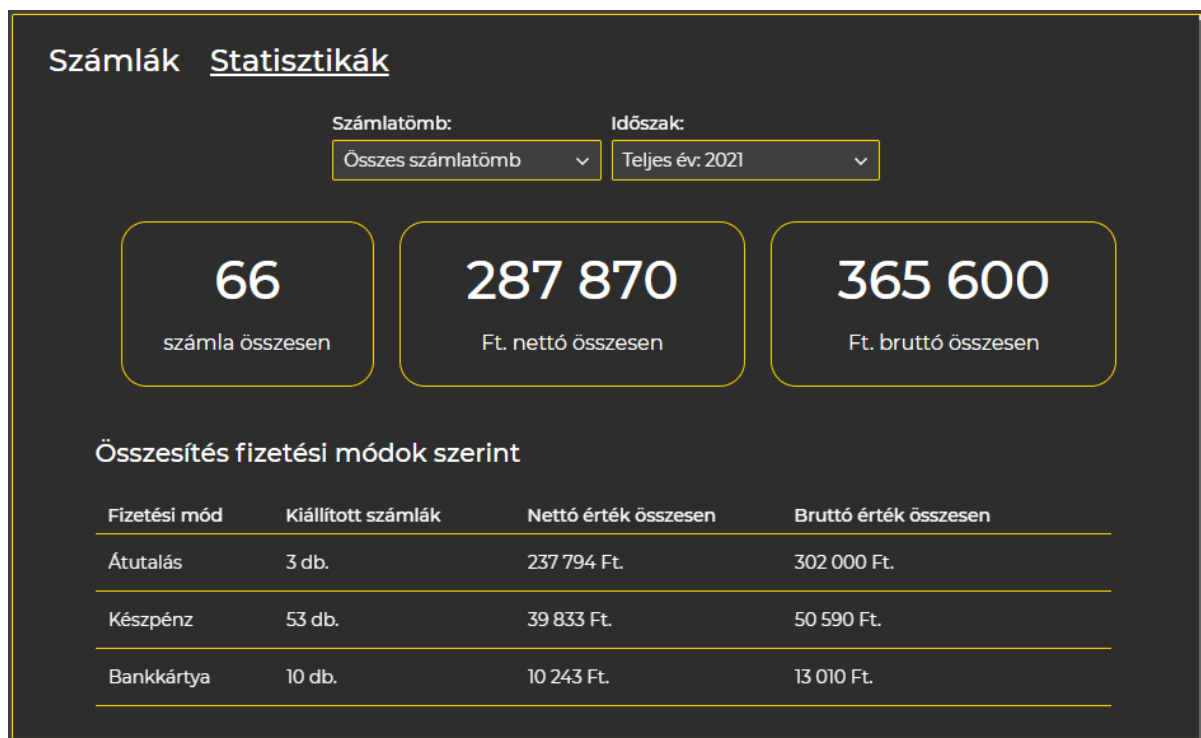 Számlák Statisztikák
Számlatömb: Időszak:
Összes számlatömb Teljes év: 2021
66 287 870 365 600
számla összesen Ft. nettó összesen Ft. bruttó összesen
Összesítés fizetési módok szerint
Fizetési mód Kiállított számlák Nettó érték összesen Bruttó érték összesen
Átutalás 3 db. 237 794 Ft. 302 000 Ft.
Készpénz 53 db. 39 833 Ft. 50 590 Ft.
Bankkártya 10 db. 10 243 Ft. 13 010 Ft.